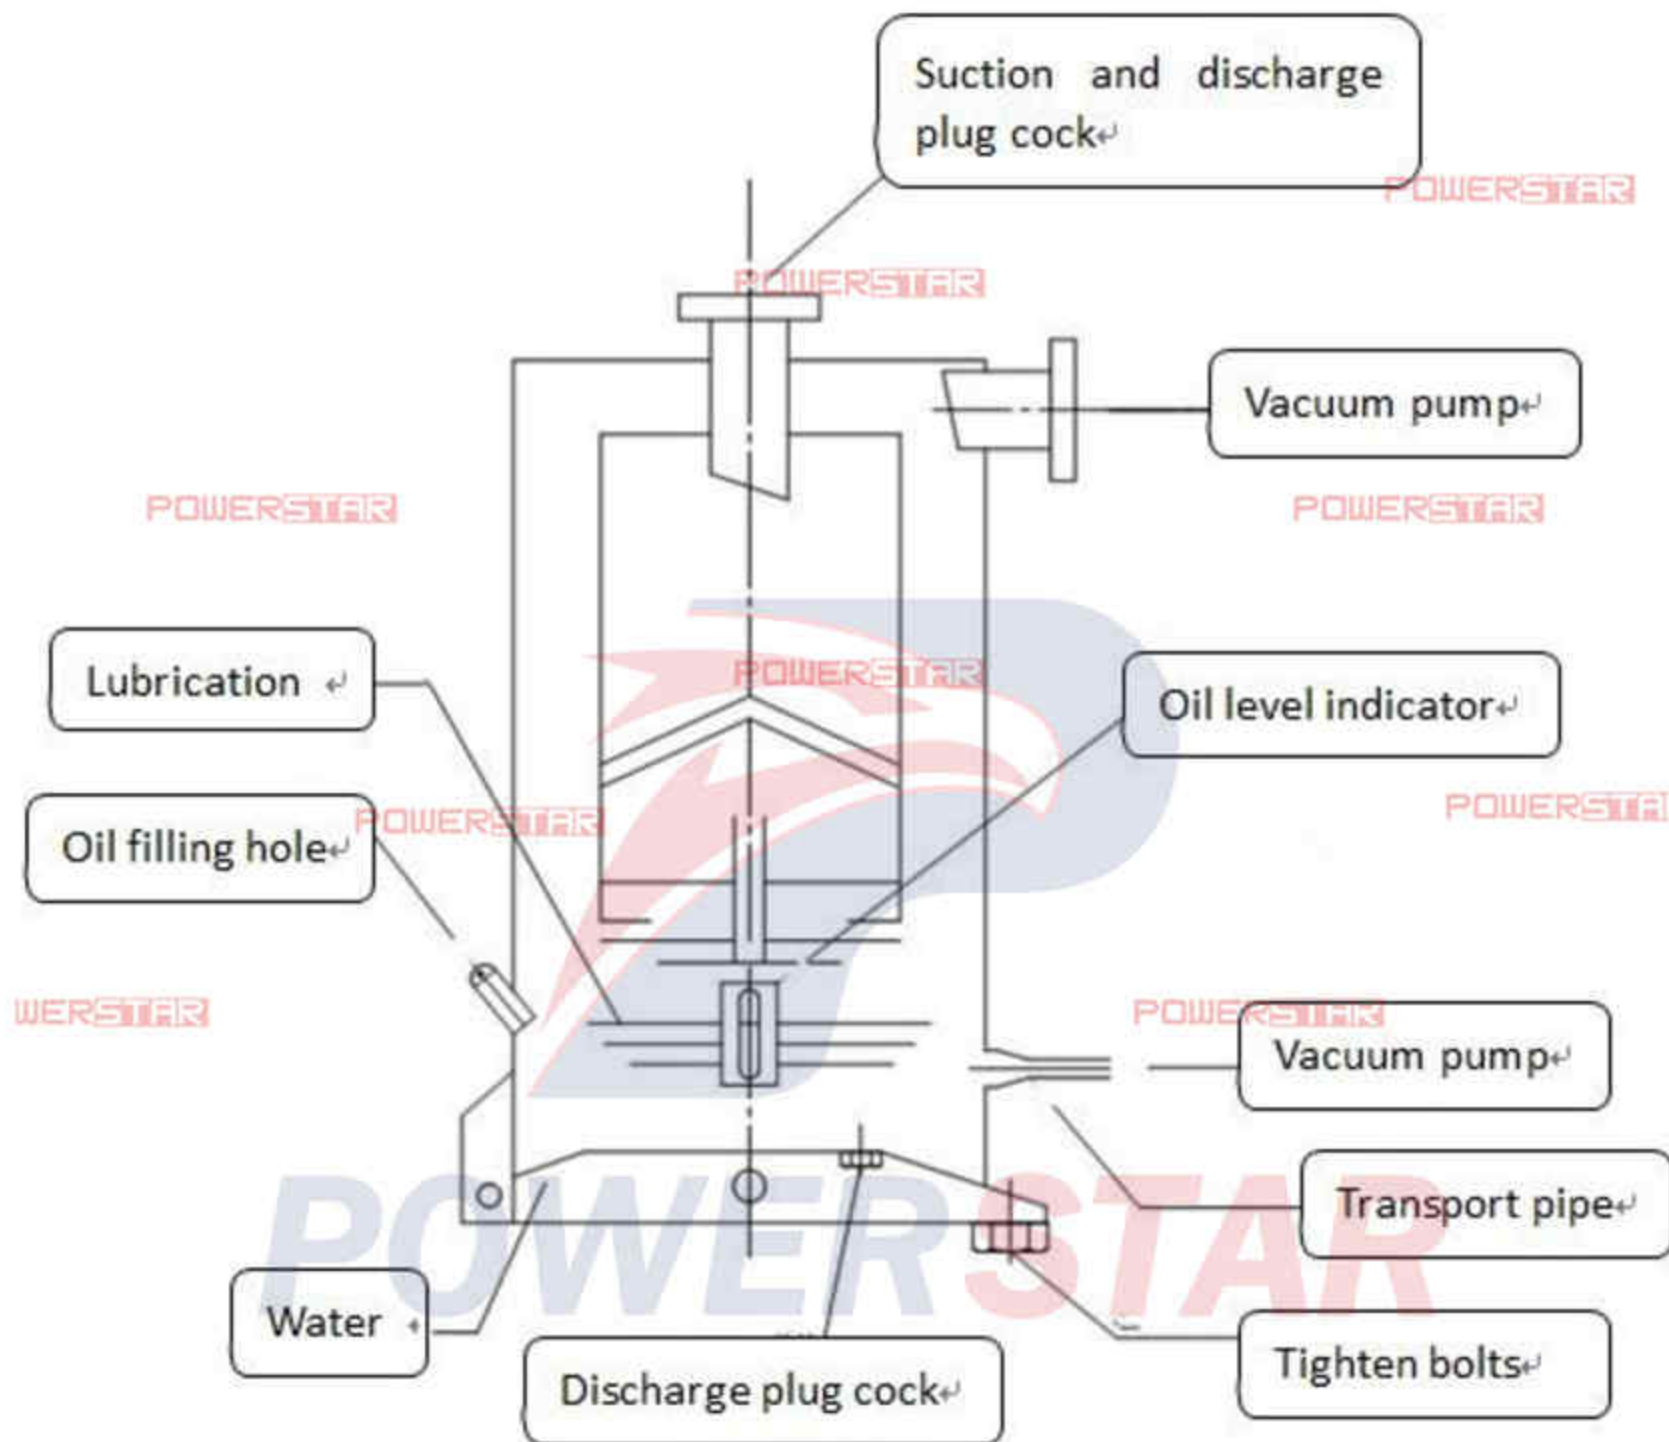 Suction and discharge
plug cock↵
POWERSTAR
POWERSTAR
Vacuum pump↵
POWERSTAR
POWERSTAR
Lubrication ↵
POWERSTAR
Oil level indicator↵
Oil filling hole↵
POWERSTAR
POWERSTA
WERSTAR
POWERSTAR
Vacuum pump↵
Transport pipe↵
POWERSTAR
Water
Tighten bolts↵
Discharge plug cock↵